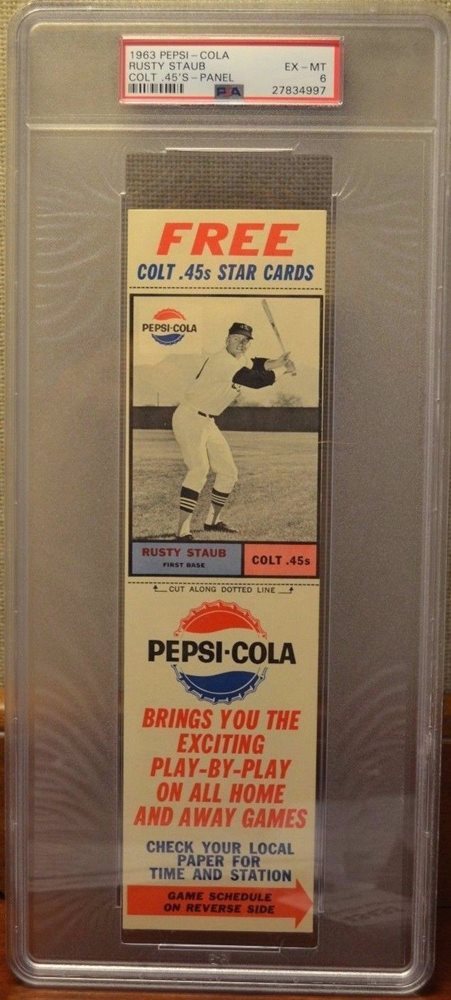 1963 PEPSI-COLA
RUSTY STAUB EX-MT
COLT .45'S-PANEL 6
PSA 27834997
FREE
COLT .45s STAR CARDS
PEPSI-COLA
RUSTY STAUB
FIRST BASE
COLT .45s
CUT ALONG DOTTED LINE
PEPSI·COLA
BRINGS YOU THE
EXCITING
PLAY-BY-PLAY
ON ALL HOME
AND AWAY GAMES
CHECK YOUR LOCAL
PAPER FOR
TIME AND STATION
GAME SCHEDULE
ON REVERSE SIDE